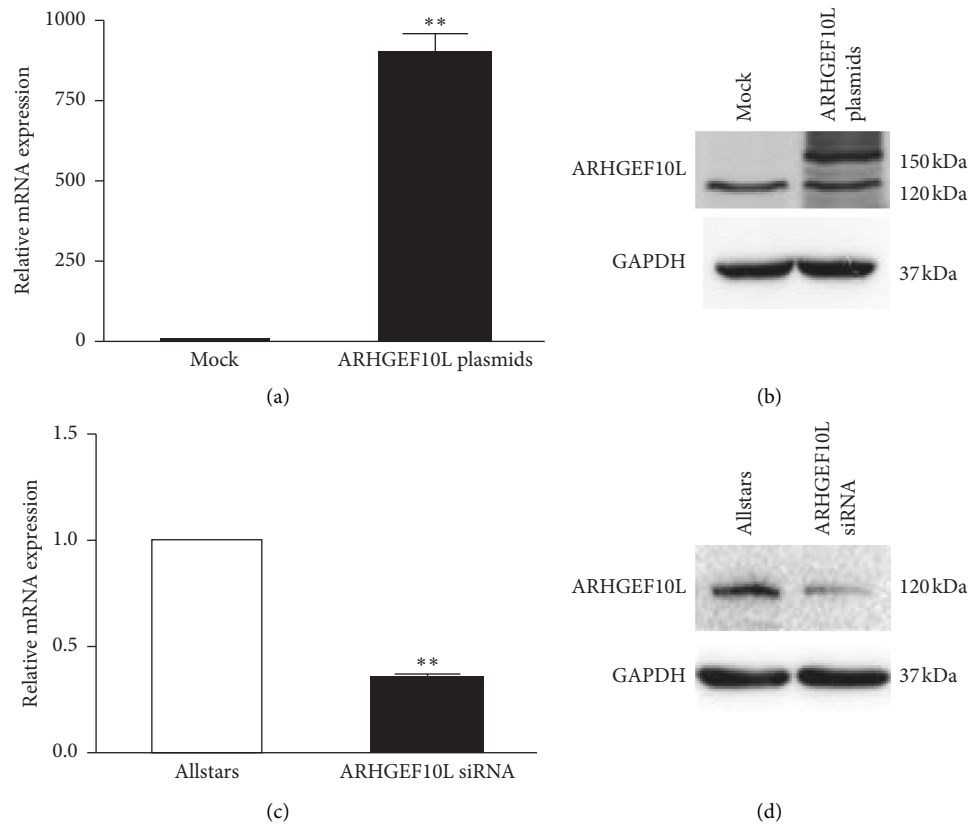 1000
750
500
250
0
Relative mRNA expression
**
Mock
ARHGEF10L plasmids
(a)
Mock
ARHGEF10L
plasmids
ARHGEF10L
150 kDa
120 kDa
GAPDH
37 kDa
(b)
1.5
1.0
0.5
0.0
Relative mRNA expression
**
Allstars
ARHGEF10L siRNA
(c)
Allstars
ARHGEF10L
siRNA
ARHGEF10L
120 kDa
GAPDH
37 kDa
(d)